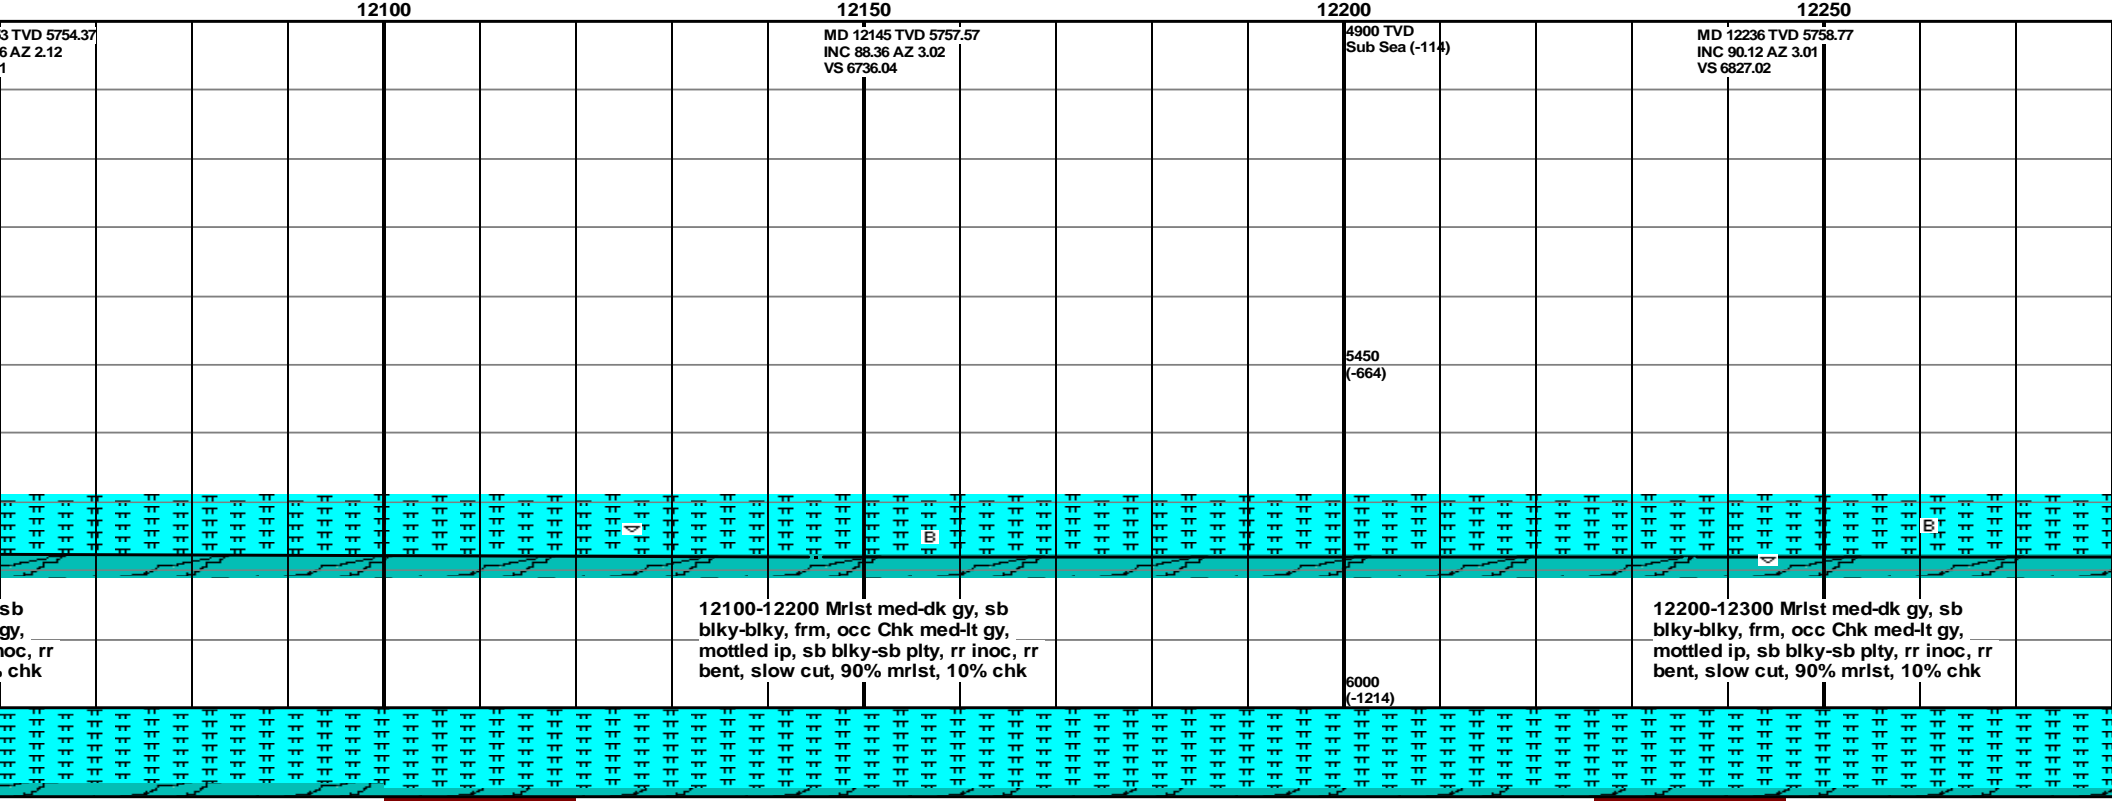 12100
12150
12200
12250
3 TVD 5754.37
6 AZ 2.12
1
MD 12145 TVD 5757.57
INC 88.36 AZ 3.02
VS 6736.04
4900 TVD
Sub Sea (-114)
MD 12236 TVD 5758.77
INC 90.12 AZ 3.01
VS 6827.02
5450
(-664)
B
B
sb
gy,
noc, rr
chk
12100-12200 Mrlst med-dk gy, sb
blky-blky, frm, occ Chk med-lt gy,
mottled ip, sb blky-sb plty, rr inoc, rr
bent, slow cut, 90% mrlst, 10% chk
12200-12300 Mrlst med-dk gy, sb
blky-blky, frm, occ Chk med-lt gy,
mottled ip, sb blky-sb plty, rr inoc, rr
bent, slow cut, 90% mrlst, 10% chk
6000
(-1214)